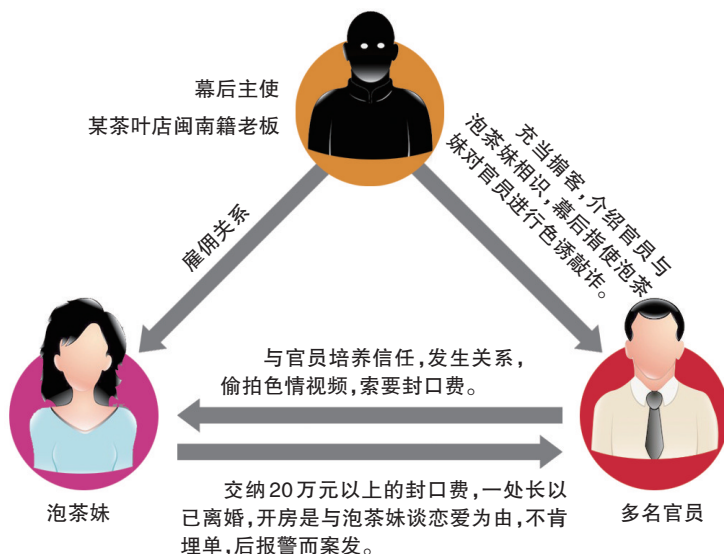 幕后主使
某茶叶店闽南籍老板
充当掮客,介绍官员与
泡茶妹相识,幕后指使泡茶
妹对官员进行色诱敲诈。
雇佣关系
与官员培养信任,发生关系,
偷拍色情视频,索要封口费。
交纳20万元以上的封口费,一处长以
已离婚,开房是与泡茶妹谈恋爱为由,不肯
埋单,后报警而案发。
泡茶妹
多名官员